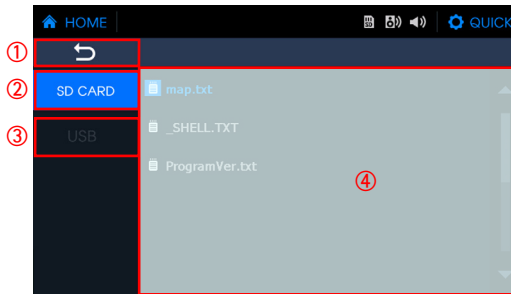 HOME QUICK
①
② SD CARD map.txt
③ USB _SHELL.TXT
ProgramVer.txt
④